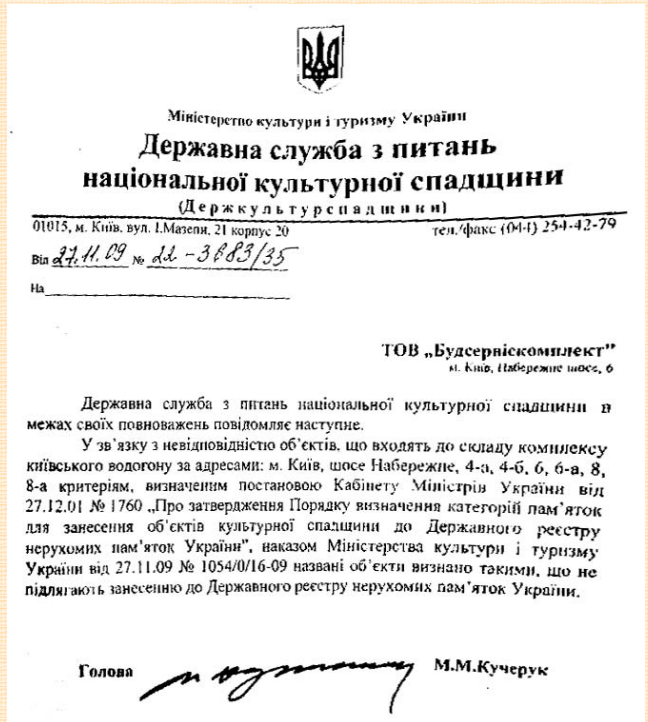 Міністерство культури і туризму України
Державна служба з питань
національної культурної спадщини
(Держкультурспадщини)
01015, м. Київ, вул. І.Мазепи, 21 корпус 20 тел./факс (044) 254-42-79
Від 27.11.09 № 22-3683/35
На
ТОВ „Будсервіскомплект”
м. Київ, Набережне шосе, 6
Державна служба з питань національної культурної спадщини в
межах своїх повноважень повідомляє наступне.
У зв’язку з невідповідністю об’єктів, що входять до складу комплексу
київського водогону за адресами: м. Київ, шосе Набережне, 4-а, 4-б, 6, 6-а, 8,
8-а критеріям, визначеним постановою Кабінету Міністрів України від
27.12.01 № 1760 „Про затвердження Порядку визначення категорій пам’яток
для занесення об’єктів культурної спадщини до Державного реєстру
нерухомих пам’яток України”, наказом Міністерства культури і туризму
України від 27.11.09 № 1054/0/16-09 названі об’єкти визнано такими, що не
підлягають занесенню до Державного реєстру нерухомих пам’яток України.
Голова М.М.Кучерук